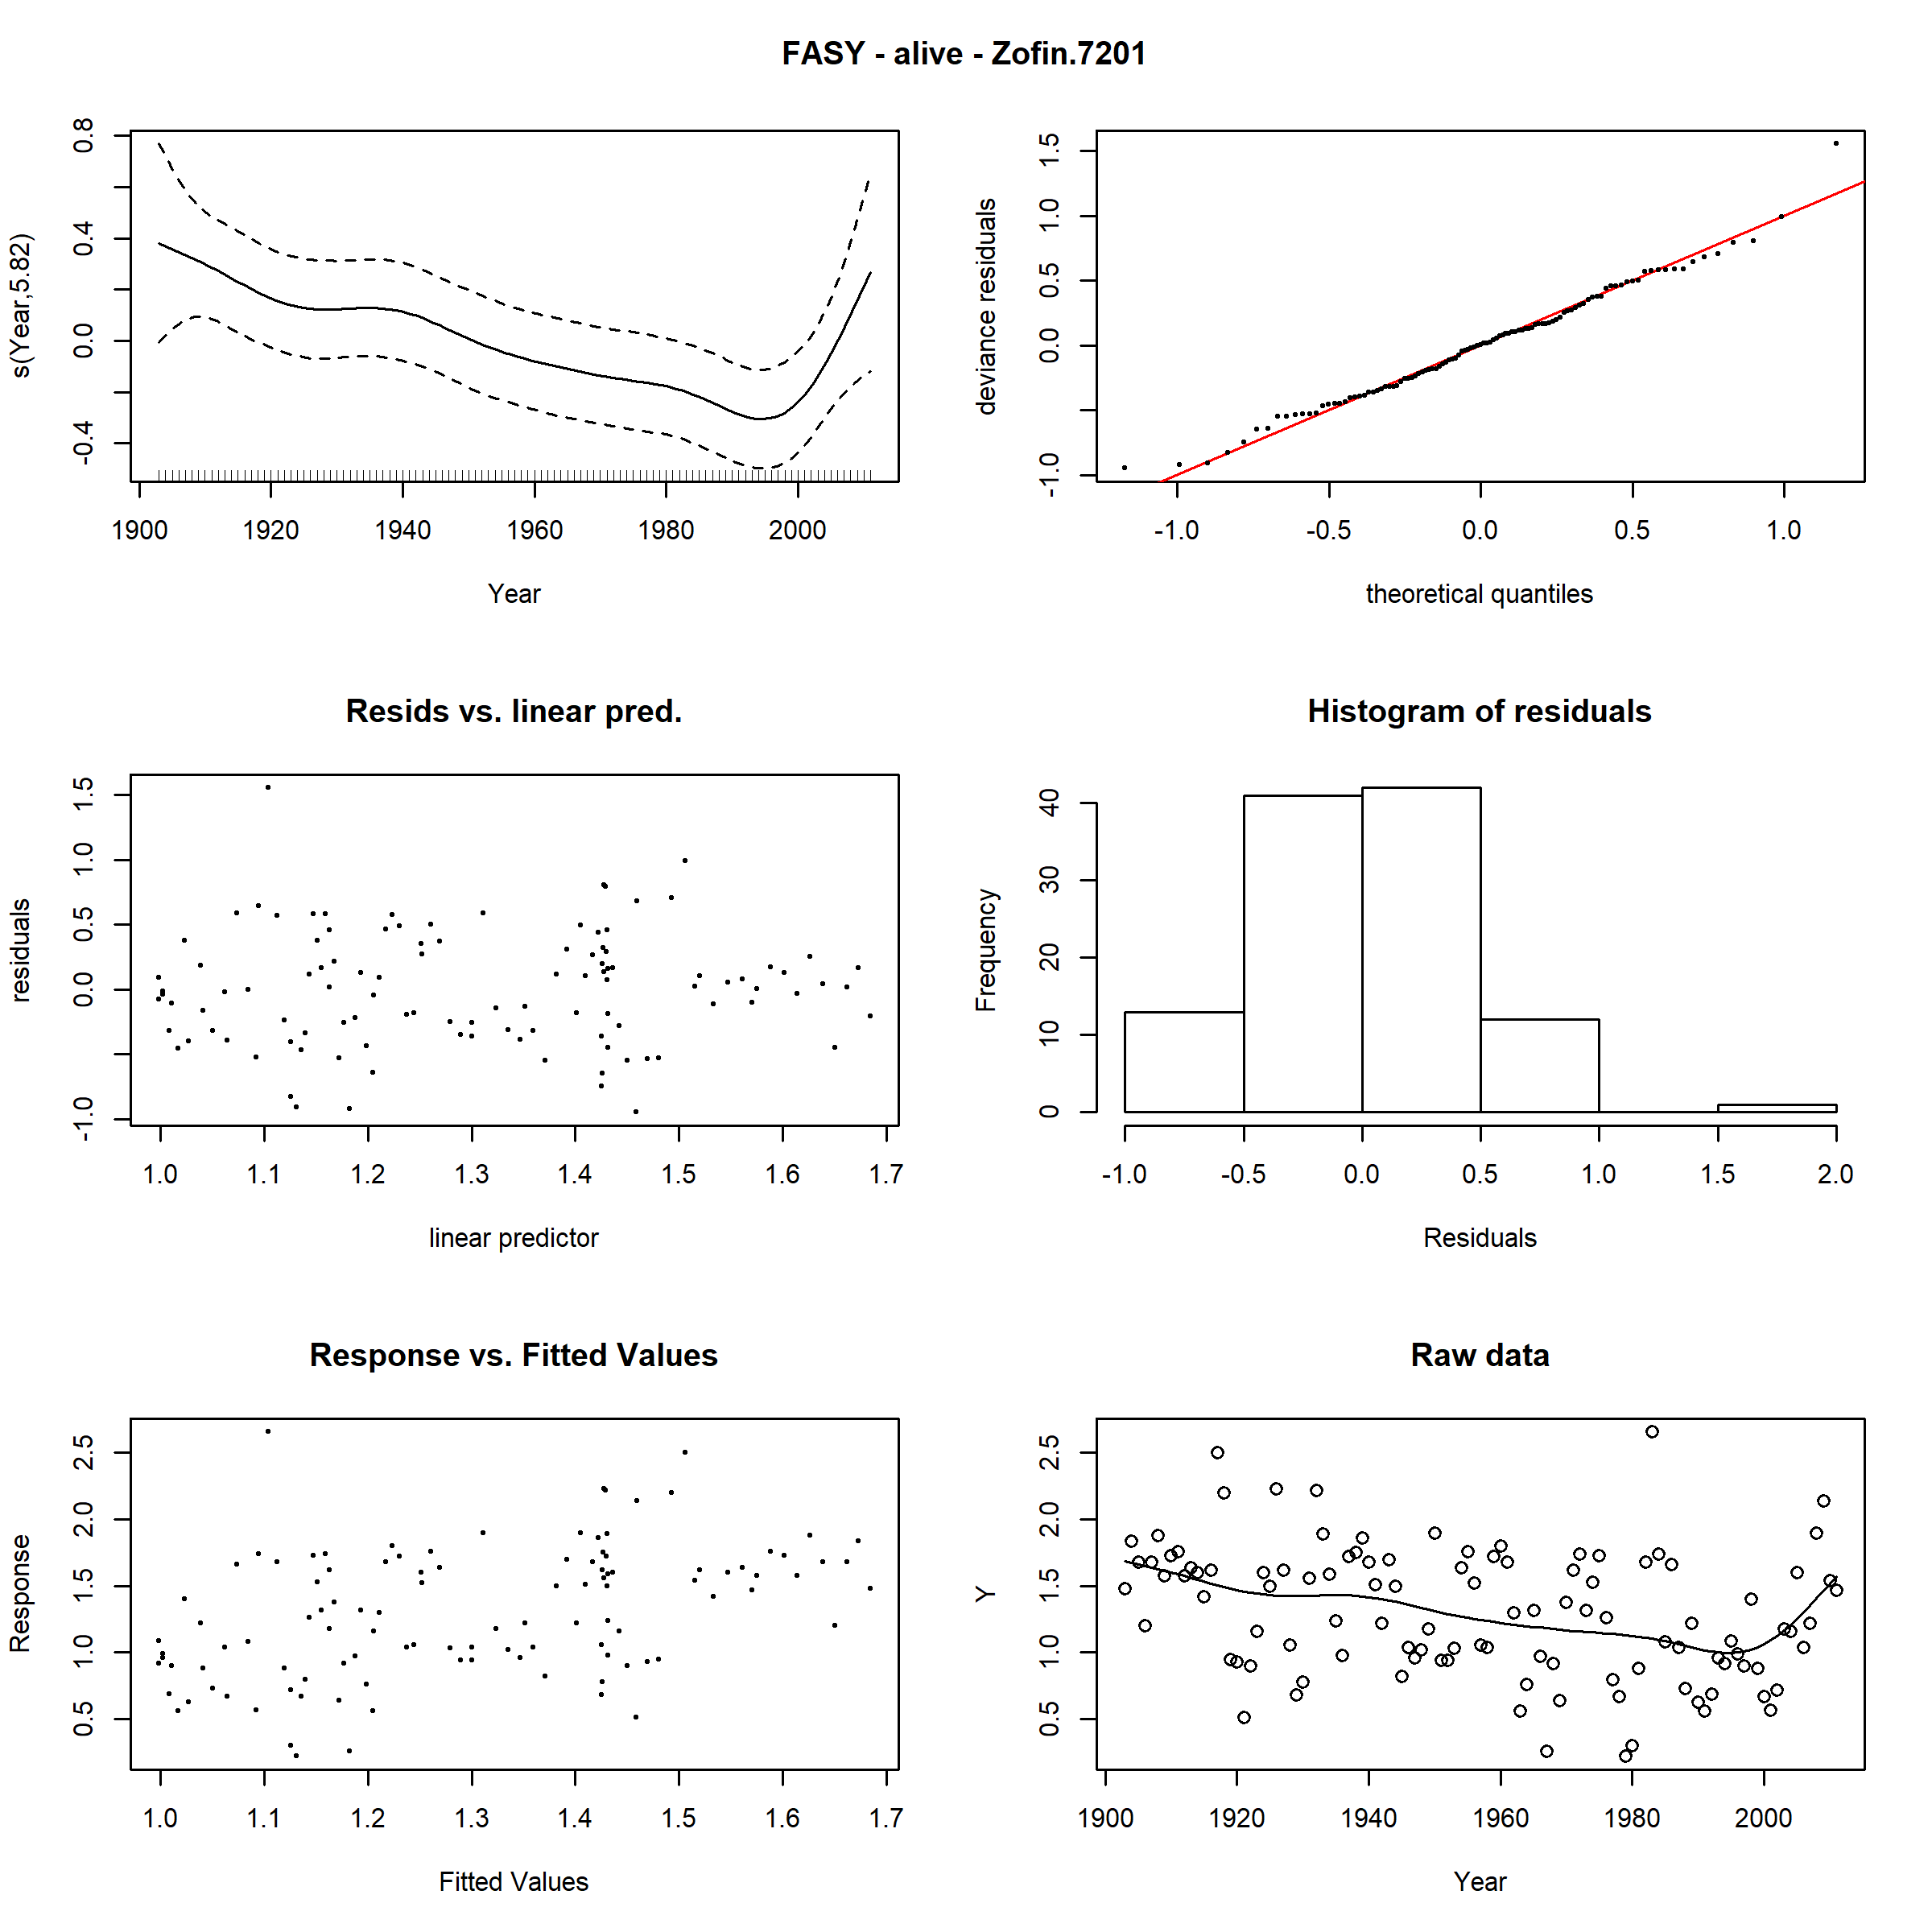 FASY - alive - Zofin.7201
s(Year,5.82)
-0.4 0.0 0.4 0.8
1900 1920 1940 1960 1980 2000
Year
deviance residuals
-1.0 0.0 0.5 1.0 1.5
-1.0 -0.5 0.0 0.5 1.0
theoretical quantiles
Resids vs. linear pred.
residuals
-1.0 0.0 0.5 1.0 1.5
1.0 1.1 1.2 1.3 1.4 1.5 1.6 1.7
linear predictor
Histogram of residuals
Frequency
0 10 20 30 40
-1.0 -0.5 0.0 0.5 1.0 1.5 2.0
Residuals
Response vs. Fitted Values
Response
0.5 1.0 1.5 2.0 2.5
1.0 1.1 1.2 1.3 1.4 1.5 1.6 1.7
Fitted Values
Raw data
Y
0.5 1.0 1.5 2.0 2.5
1900 1920 1940 1960 1980 2000
Year